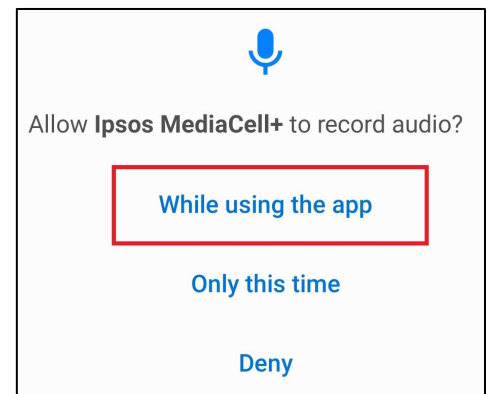 Allow Ipsos MediaCell+ to record audio?
While using the app
Only this time
Deny